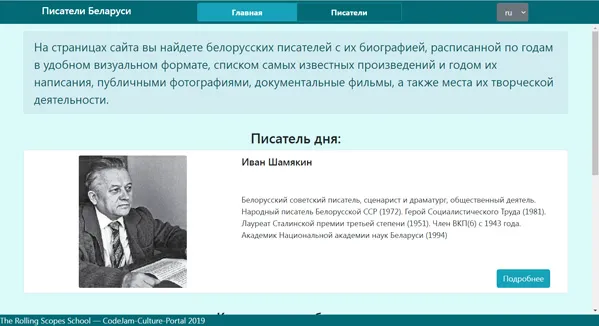 Писатели Беларуси
Главная
Писатели
ru
На страницах сайта вы найдете белорусских писателей с их биографией, расписанной по годам
в удобном визуальном формате, списком самых известных произведений и годом их
написания, публичными фотографиями, документальные фильмы, а также места их творческой
деятельности.
Писатель дня:
Иван Шамякин
Белорусский советский писатель, сценарист и драматург, общественный деятель.
Народный писатель Белорусской ССР (1972). Герой Социалистического Труда (1981).
Лауреат Сталинской премии третьей степени (1951). Член ВКП(б) с 1943 года.
Академик Национальной академии наук Беларуси (1994)
Подробнее
The Rolling Scopes School — CodeJam-Culture-Portal 2019